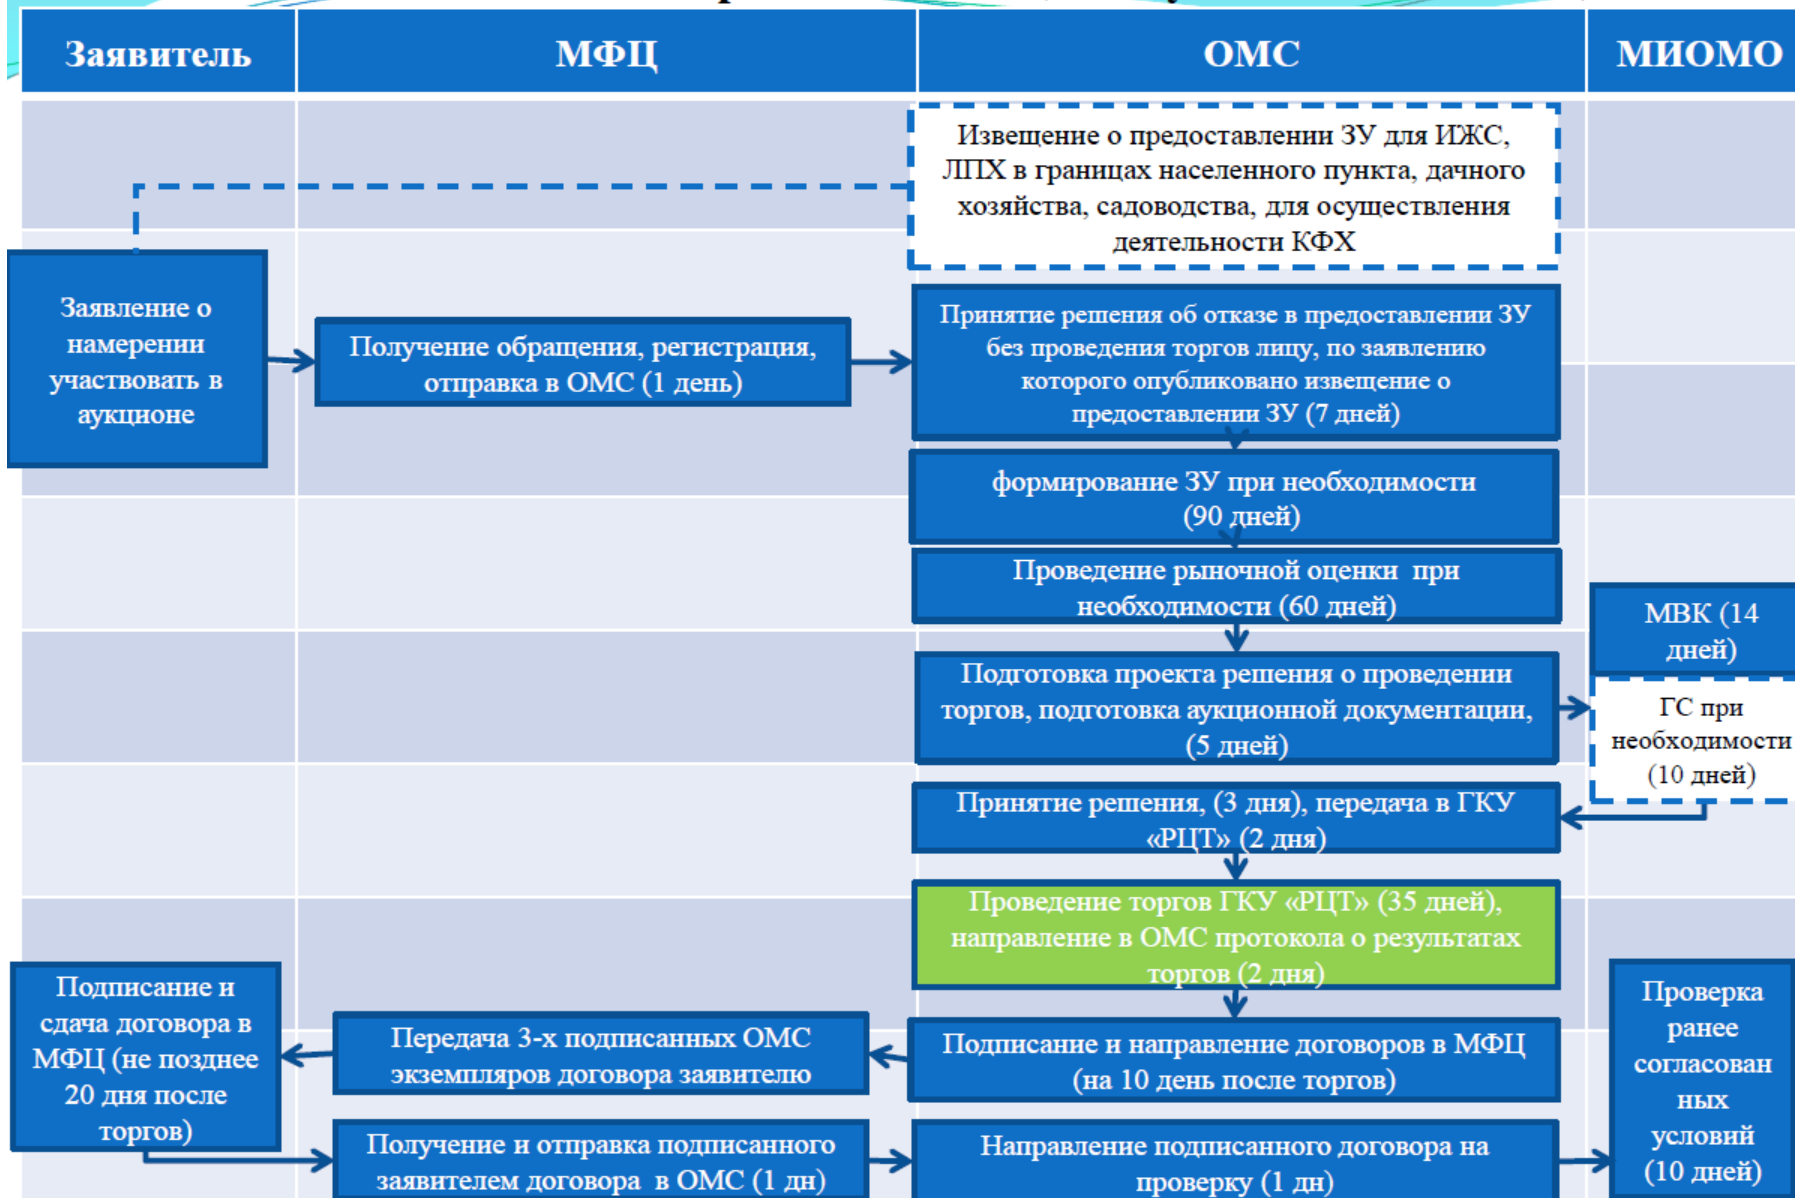 Заявитель
МФЦ
ОМС
МИОМО
Извещение о предоставлении ЗУ для ИЖС,
ЛПХ в границах населенного пункта, дачного
хозяйства, садоводства, для осуществления
деятельности КФХ
Заявление о
намерении
участвовать в
аукционе
Получение обращения, регистрация,
отправка в ОМС (1 день)
Принятие решения об отказе в предоставлении ЗУ
без проведения торгов лицу, по заявлению
которого опубликовано извещение о
предоставлении ЗУ (7 дней)
формирование ЗУ при необходимости
(90 дней)
Проведение рыночной оценки при
необходимости (60 дней)
Подготовка проекта решения о проведении
торгов, подготовка аукционной документации,
(5 дней)
МВК (14
дней)
ГС при
необходимости
(10 дней)
Принятие решения, (3 дня), передача в ГКУ
«РЦТ» (2 дня)
Проведение торгов ГКУ «РЦТ» (35 дней),
направление в ОМС протокола о результатах
торгов (2 дня)
Подписание и направление договоров в МФЦ
(на 10 день после торгов)
Передача 3-х подписанных ОМС
экземпляров договора заявителю
Подписание и
сдача договора в
МФЦ (не позднее
20 дня после
торгов)
Получение и отправка подписанного
заявителем договора в ОМС (1 дн)
Направление подписанного договора на
проверку (1 дн)
Проверка
ранее
согласован
ных
условий
(10 дней)